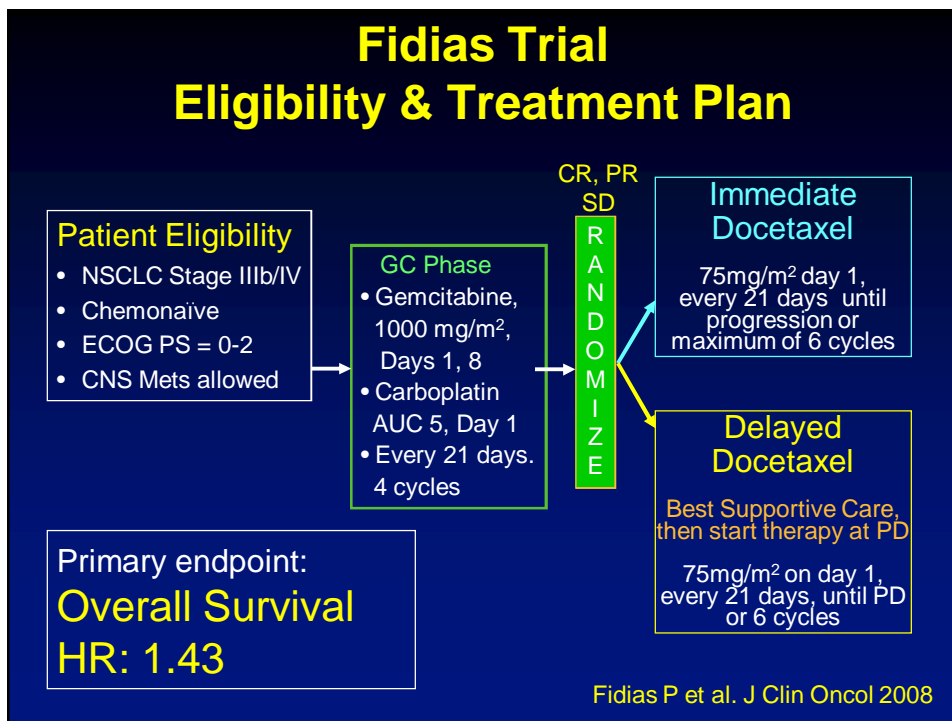 Fidias Trial
Eligibility & Treatment Plan
Patient Eligibility
• NSCLC Stage IIIb/IV
• Chemonaïve
• ECOG PS = 0-2
• CNS Mets allowed
GC Phase
• Gemcitabine,
1000 mg/m²,
Days 1, 8
• Carboplatin
AUC 5, Day 1
• Every 21 days.
4 cycles
CR, PR
SD
R
A
N
D
O
M
I
Z
E
Immediate
Docetaxel
75mg/m² day 1,
every 21 days until
progression or
maximum of 6 cycles
Delayed
Docetaxel
Best Supportive Care,
then start therapy at PD
75mg/m² on day 1,
every 21 days, until PD
or 6 cycles
Primary endpoint:
Overall Survival
HR: 1.43
Fidias P et al. J Clin Oncol 2008